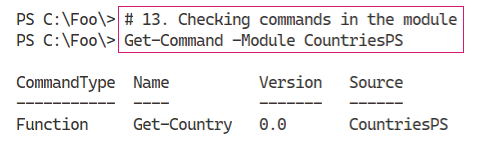 PS C:\Foo\> # 13. Checking commands in the module
PS C:\Foo\> Get-Command -Module CountriesPS
CommandType Name Version Source
----------- ---- ------- ------
Function Get-Country 0.0 CountriesPS